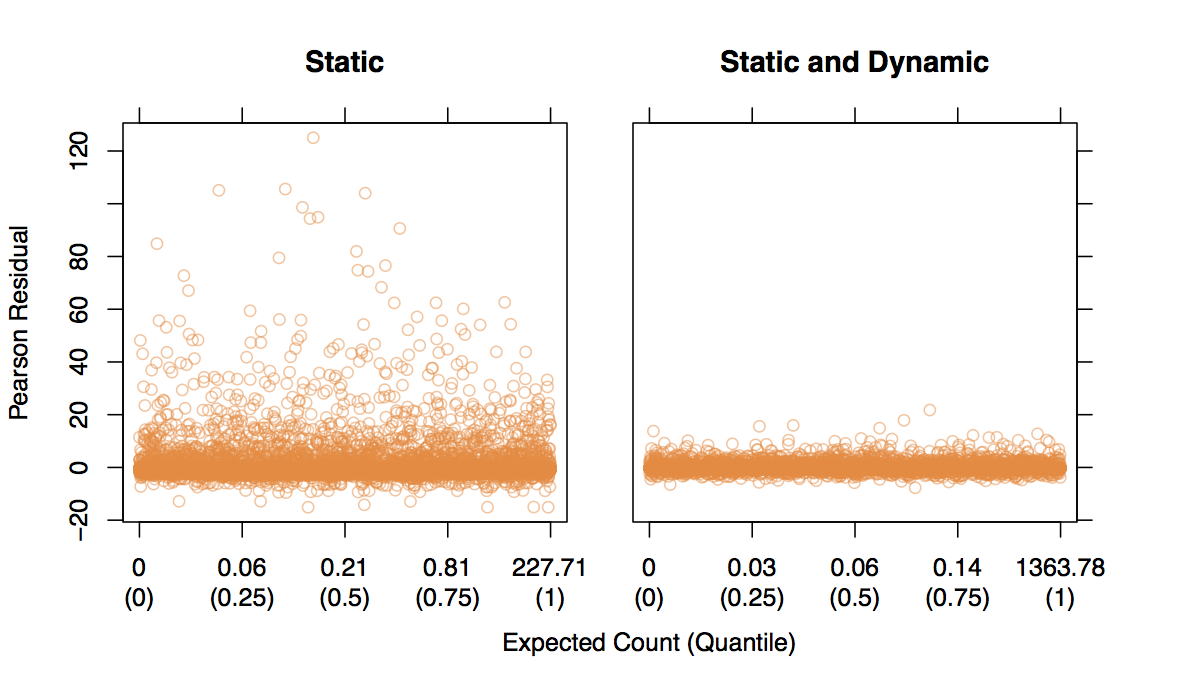 Static
Static and Dynamic
Pearson Residual
120
80
60
40
20
0
−20
0 0.06 0.21 0.81 227.71
(0) (0.25) (0.5) (0.75) (1)
0 0.03 0.06 0.14 1363.78
(0) (0.25) (0.5) (0.75) (1)
Expected Count (Quantile)